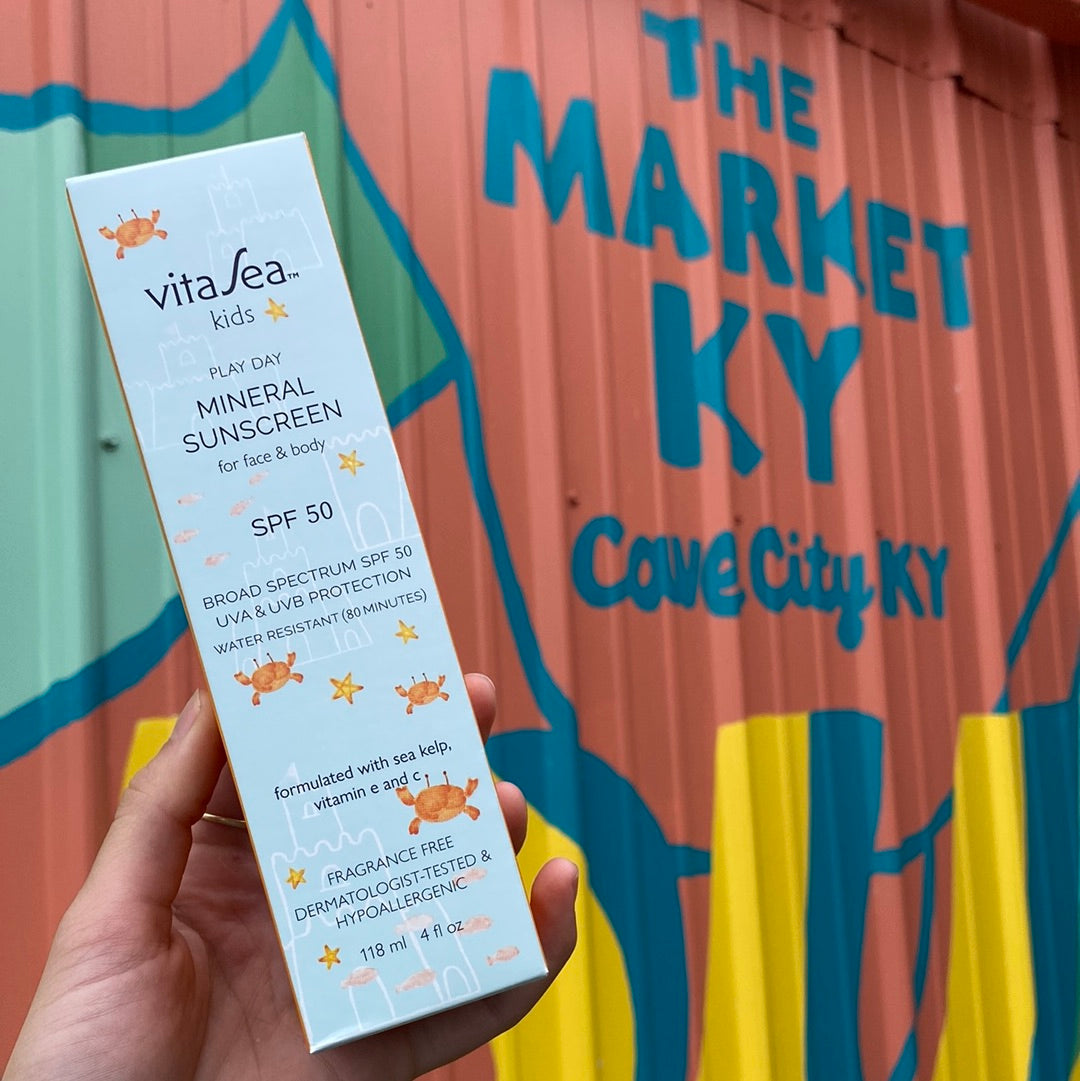 vitaSea™
kids
PLAY DAY
MINERAL
SUNSCREEN
for face & body
SPF 50
BROAD SPECTRUM SPF 50
UVA & UVB PROTECTION
WATER RESISTANT (80 MINUTES)
formulated with sea kelp,
vitamin e and c
FRAGRANCE FREE
DERMATOLOGIST-TESTED &
HYPOALLERGENIC
118 ml 4 fl oz
THE
MARKET
KY
Cave City KY